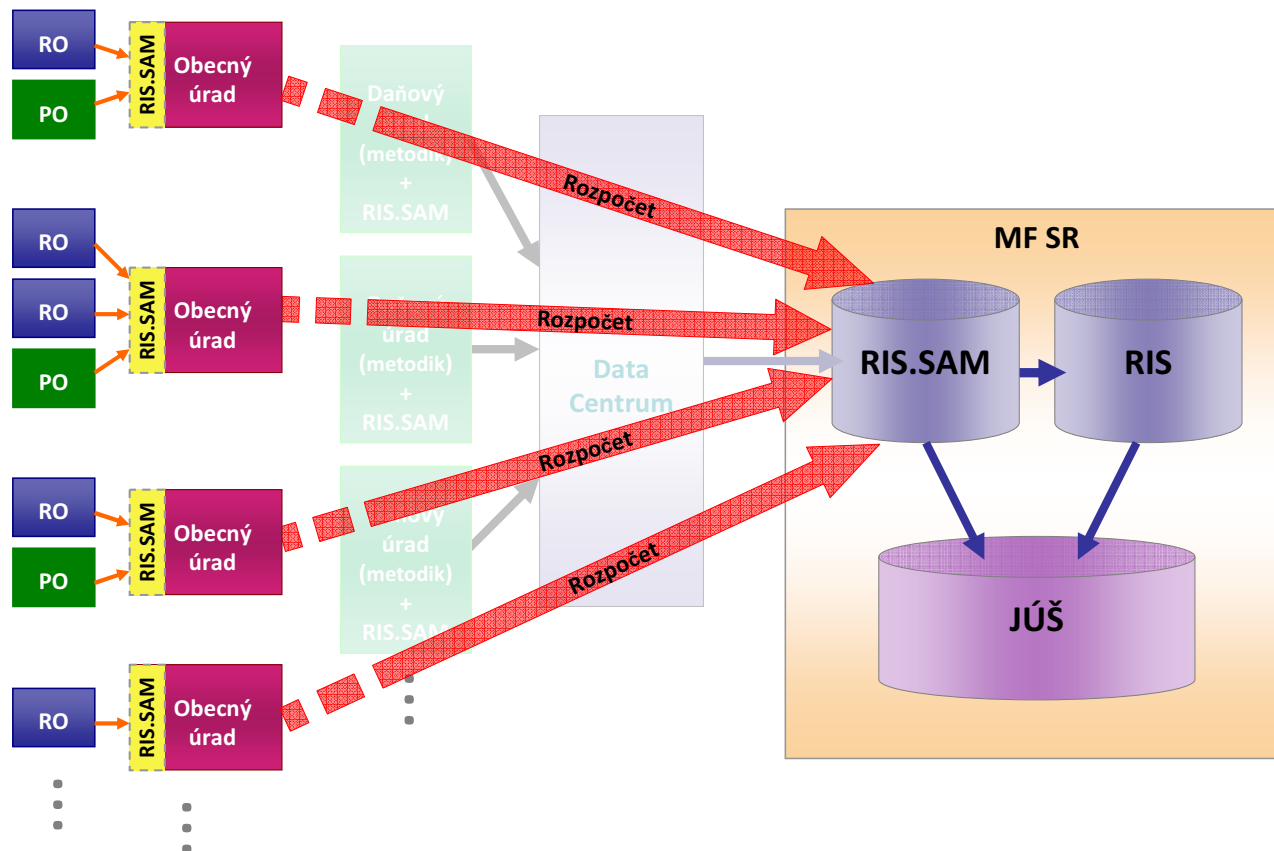 RO
PO
RIS.SAM
Obecný
úrad
RO
RO
PO
RIS.SAM
Obecný
úrad
RO
PO
RIS.SAM
Obecný
úrad
RO
RIS.SAM
Obecný
úrad
Daňový
(metodik)
+
RIS.SAM
úrad
(metodik)
+
RIS.SAM
úrad
(metodik)
+
RIS.SAM
Data
Centrum
Rozpočet
Rozpočet
Rozpočet
Rozpočet
MF SR
RIS.SAM
RIS
JÚŠ